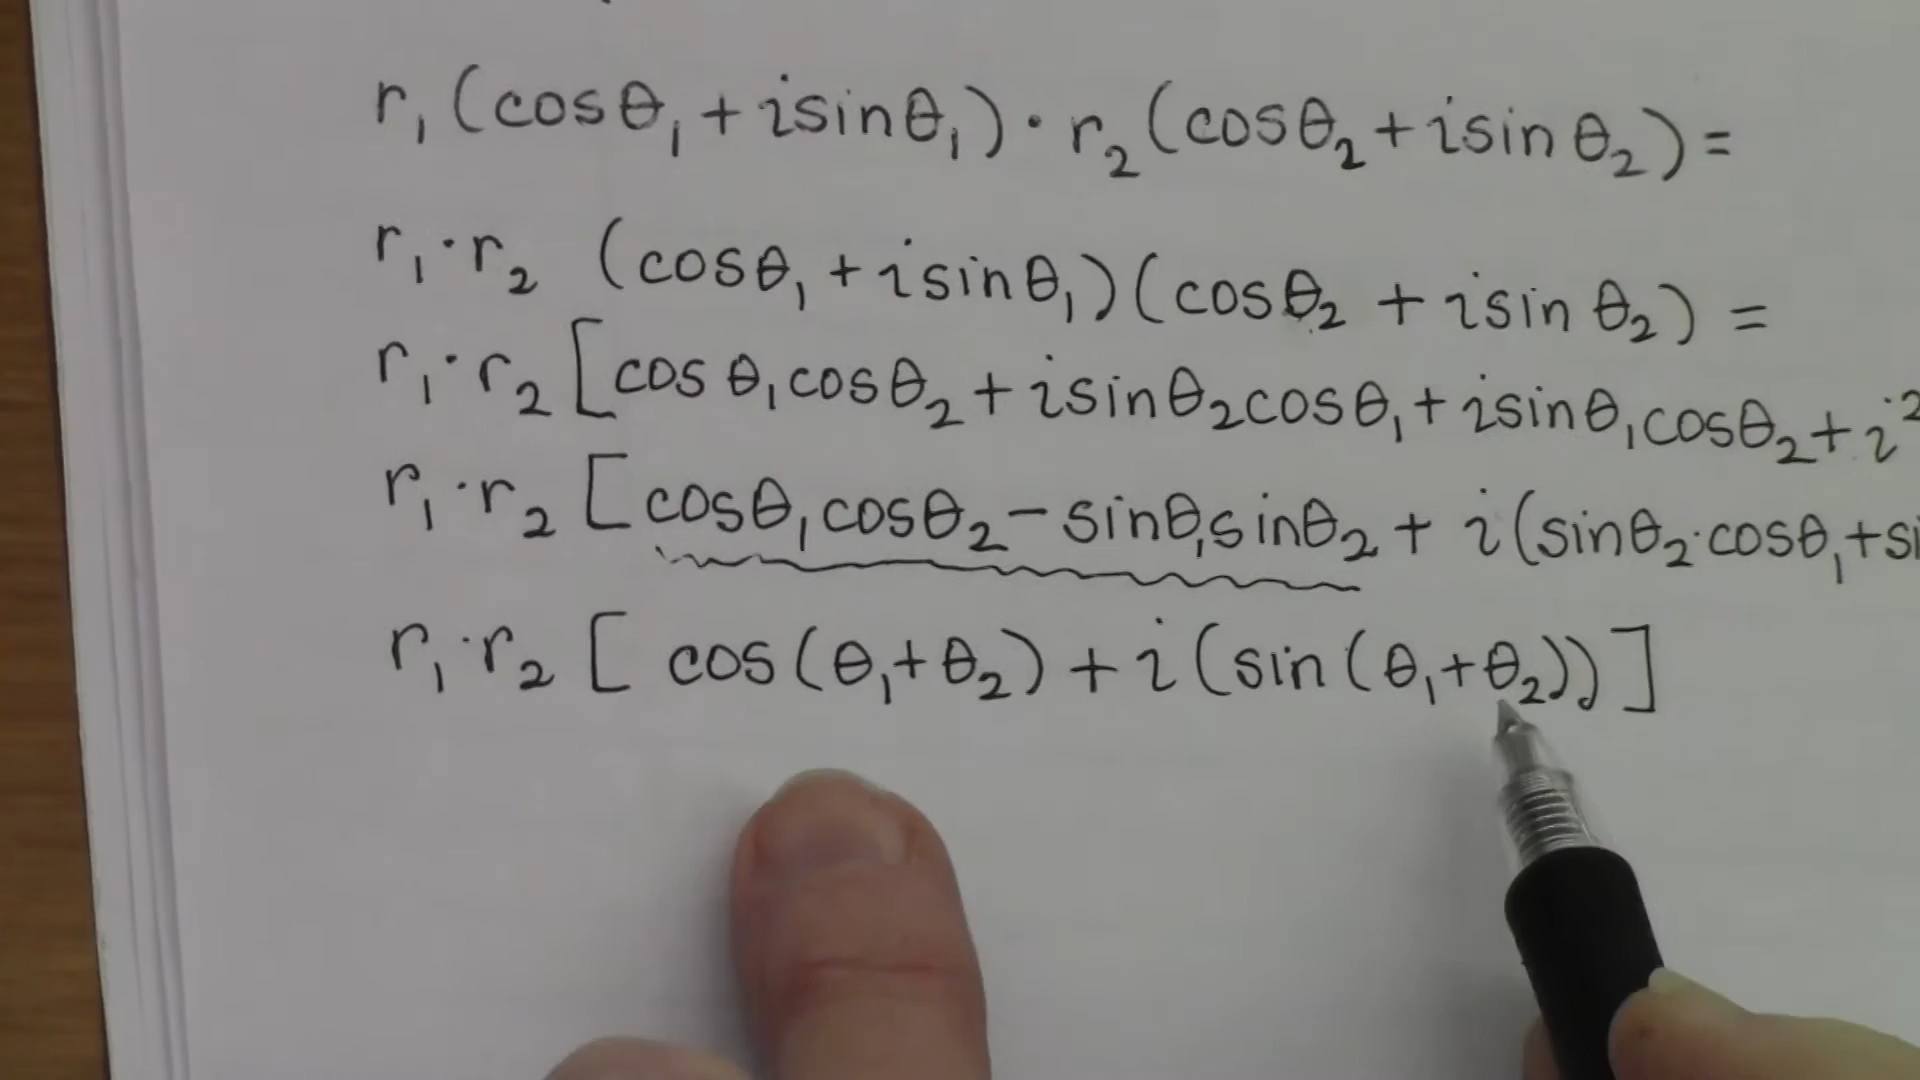 r₁(cosθ₁+isinθ₁)·r₂(cosθ₂+isinθ₂)=
r₁·r₂ (cosθ₁+isinθ₁)(cosθ₂+isinθ₂)=
r₁·r₂[cosθ₁cosθ₂+isinθ₂cosθ₁+isinθ₁cosθ₂+i²
r₁·r₂[cosθ₁cosθ₂-sinθ₁sinθ₂+i(sinθ₂·cosθ₁+si
r₁·r₂[cos(θ₁+θ₂)+i(sin(θ₁+θ₂))]